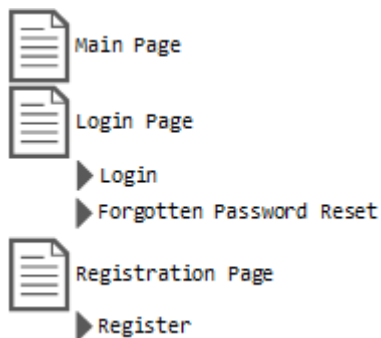 Main Page
Login Page
Login
Forgotten Password Reset
Registration Page
Register